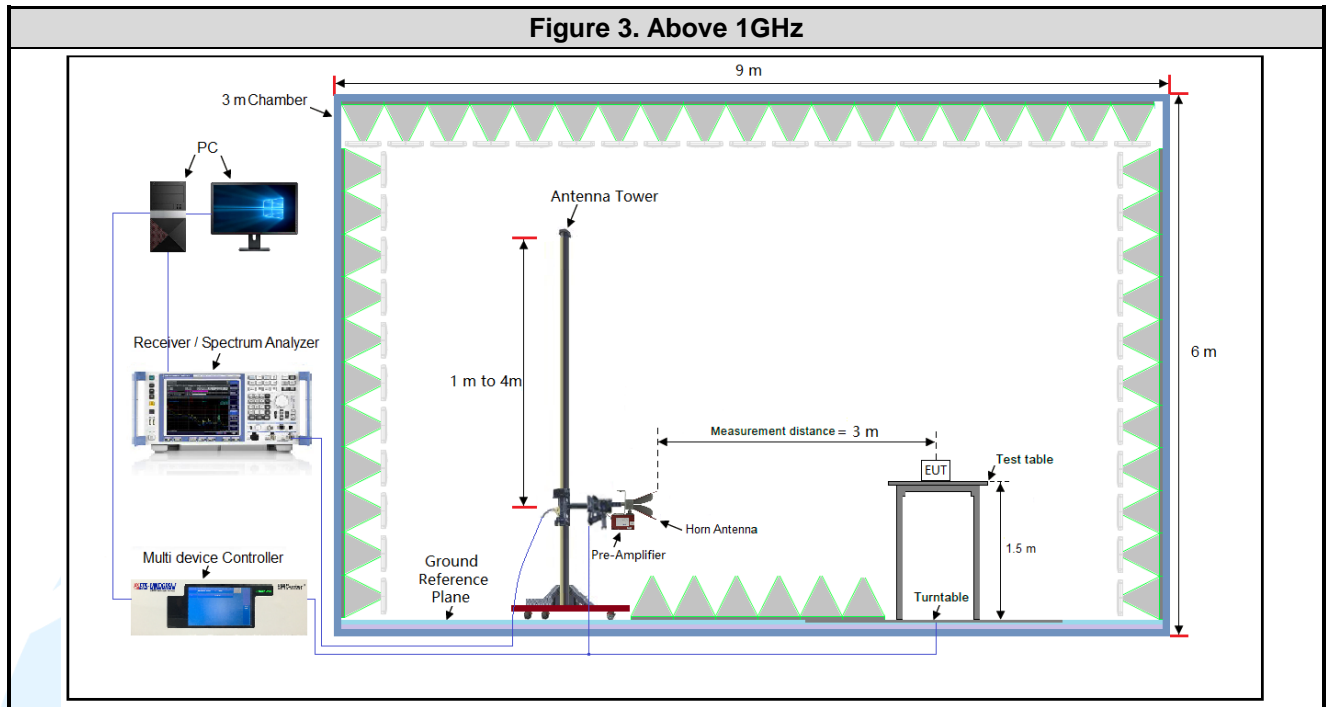 Figure 3. Above 1GHz
9 m
3 m Chamber
PC
Antenna Tower
Receiver / Spectrum Analyzer
1 m to 4m
6 m
Measurement distance = 3 m
EUT
Test table
Horn Antenna
Pre-Amplifier
1.5 m
Multi device Controller
Ground
Reference
Plane
Turntable